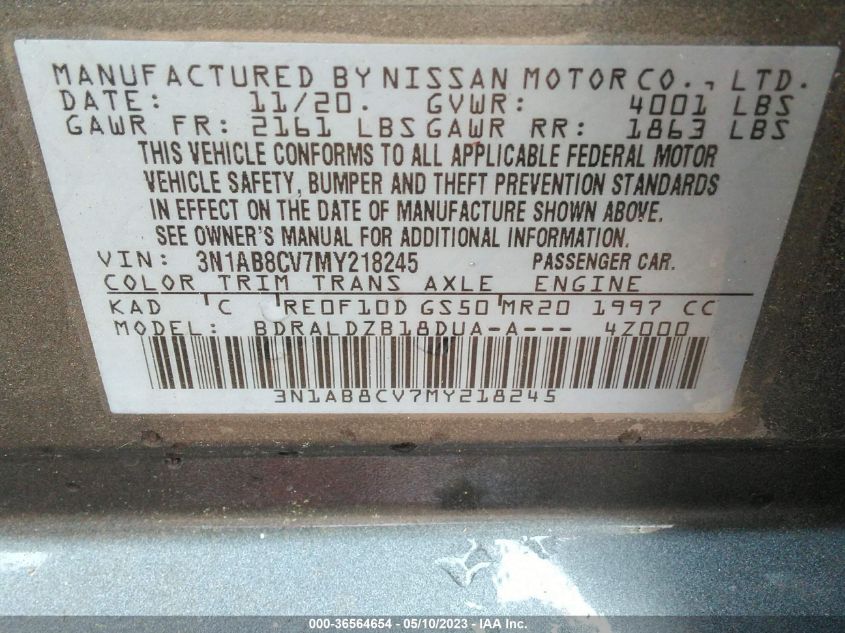 MANUFACTURED BY NISSAN MOTOR CO., LTD.
DATE: 11/20. GVWR: 4001 LBS
GAWR FR: 2161 LBS GAWR RR: 1863 LBS
THIS VEHICLE CONFORMS TO ALL APPLICABLE FEDERAL MOTOR
VEHICLE SAFETY, BUMPER AND THEFT PREVENTION STANDARDS
IN EFFECT ON THE DATE OF MANUFACTURE SHOWN ABOVE.
SEE OWNER'S MANUAL FOR ADDITIONAL INFORMATION.
VIN: 3N1AB8CV7MY218245 PASSENGER CAR.
COLOR TRIM TRANS AXLE ENGINE
KAD C RE0F10D GS50 MR20 1997 CC
MODEL: BDRALDZB18DUA-A--- 4Z000
3N1AB8CV7MY218245
000-36564654 - 05/10/2023 - IAA Inc.